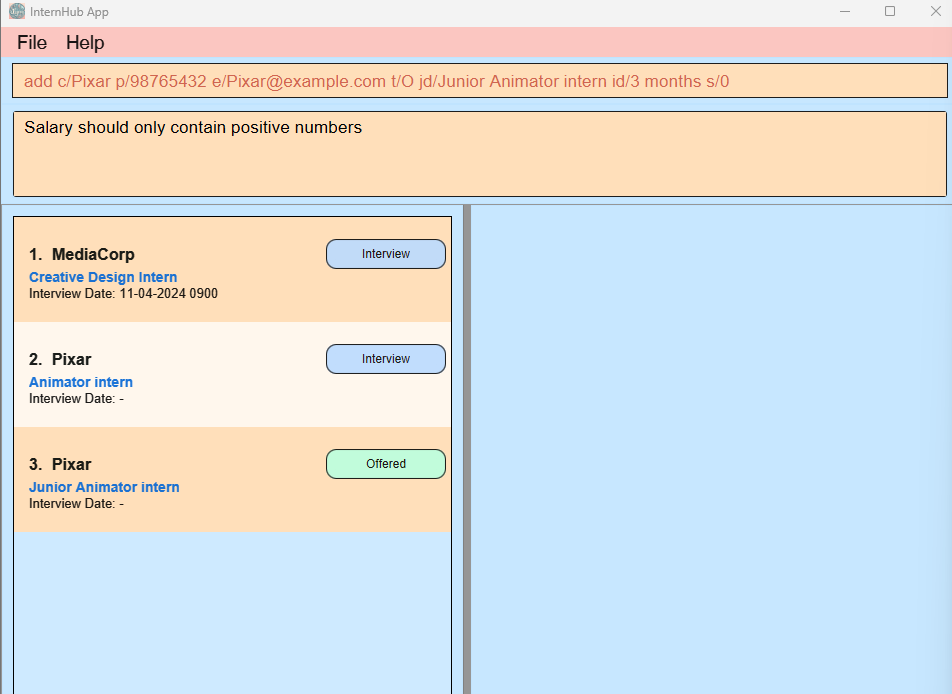 InternHub App
File Help
add c/Pixar p/98765432 e/Pixar@example.com t/O jd/Junior Animator intern id/3 months s/0
Salary should only contain positive numbers
1. MediaCorp
Interview
Creative Design Intern
Interview Date: 11-04-2024 0900
2. Pixar
Interview
Animator intern
Interview Date: -
3. Pixar
Offered
Junior Animator intern
Interview Date: -